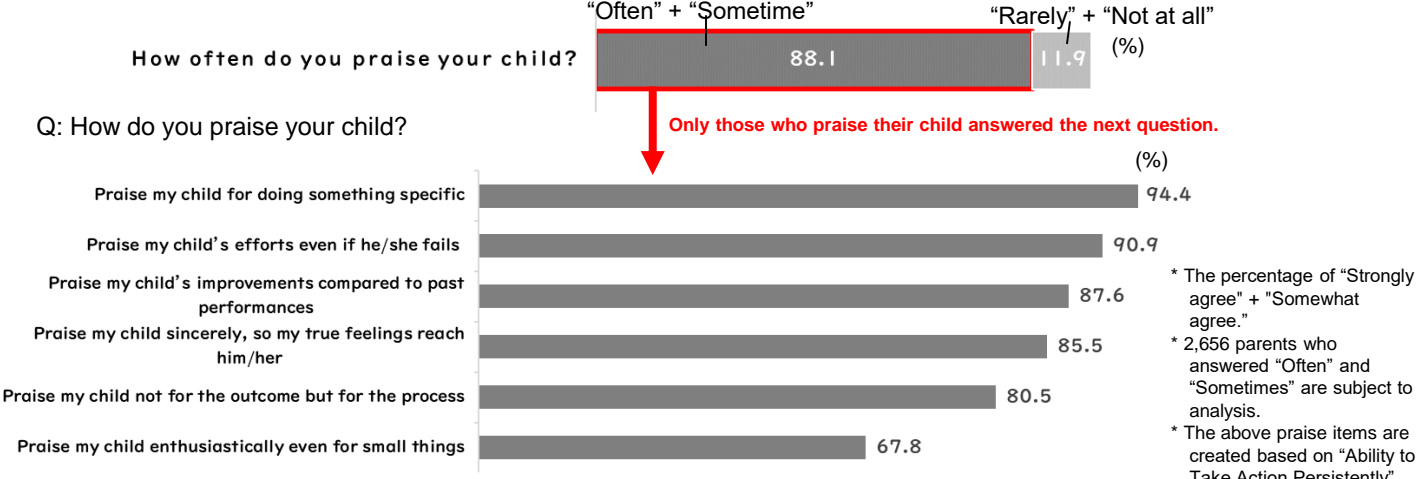 “Often” + “Sometime”
“Rarely” + “Not at all”
How often do you praise your child?
88.1
11.9
(%)
Q: How do you praise your child?
Only those who praise their child answered the next question.
(%)
Praise my child for doing something specific
94.4
Praise my child’s efforts even if he/she fails
90.9
Praise my child’s improvements compared to past
performances
87.6
Praise my child sincerely, so my true feelings reach
him/her
85.5
Praise my child not for the outcome but for the process
80.5
Praise my child enthusiastically even for small things
67.8
* The percentage of “Strongly
agree" + "Somewhat
agree.”
* 2,656 parents who
answered “Often” and
“Sometimes” are subject to
analysis.
* The above praise items are
created based on “Ability to
Take Action Persistently”